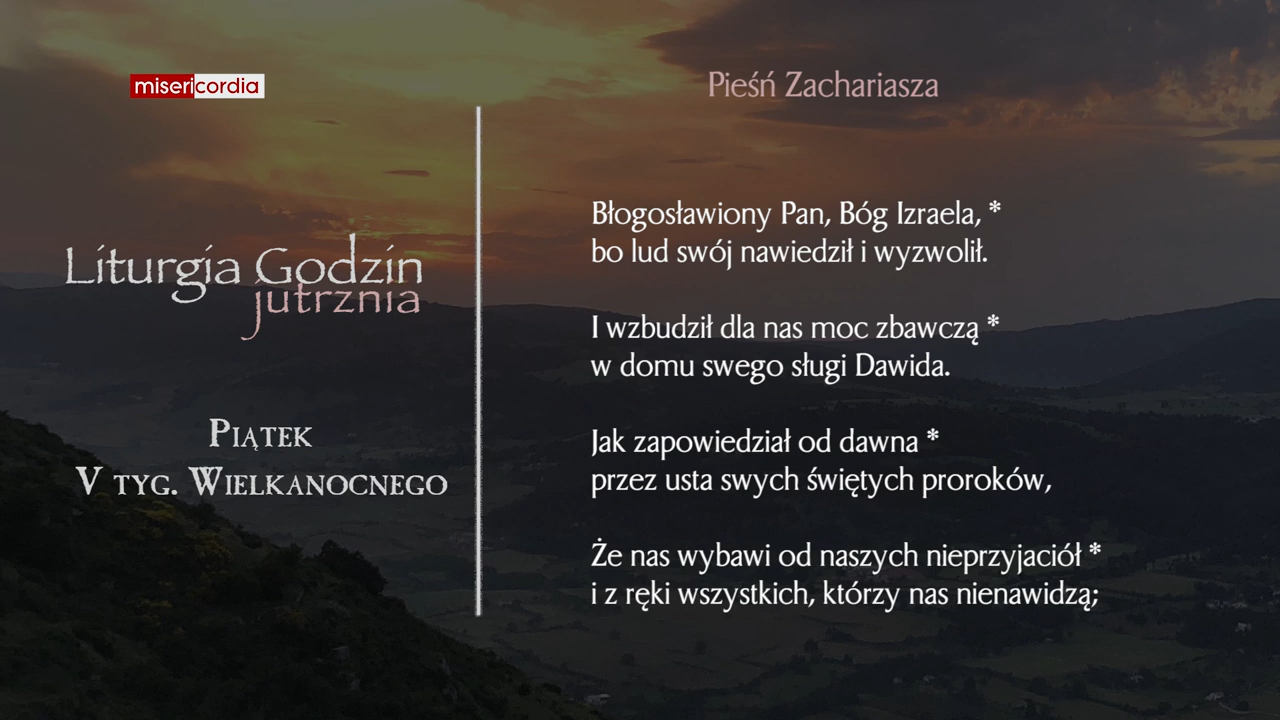 misericordia
Liturgia Godzin
jutrznia
Piątek
V tyg. Wielkanocnego
Pieśń Zachariasza
Błogosławiony Pan, Bóg Izraela, *
bo lud swój nawiedził i wyzwolił.
I wzbudził dla nas moc zbawczą *
w domu swego sługi Dawida.
Jak zapowiedział od dawna *
przez usta swych świętych proroków,
Że nas wybawi od naszych nieprzyjaciół *
i z ręki wszystkich, którzy nas nienawidzą;